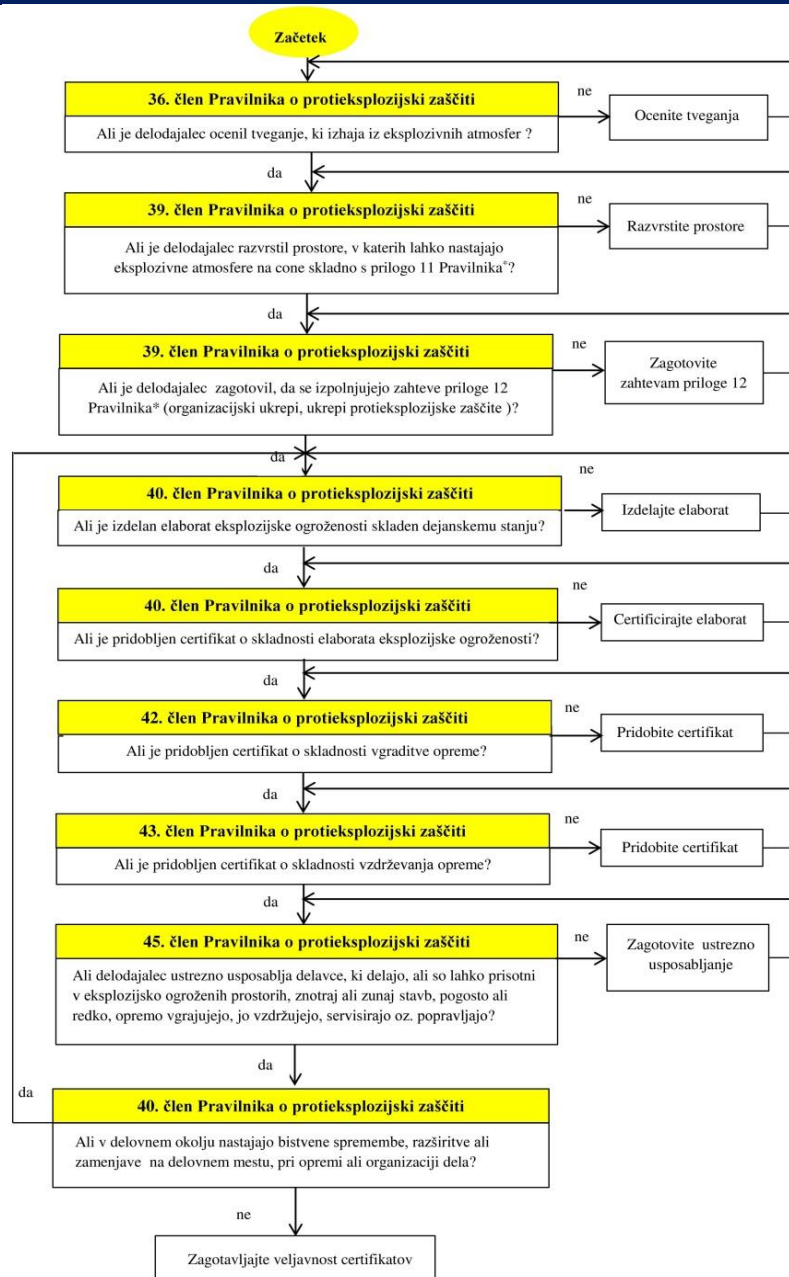 Začetek
36. člen Pravilnika o protieksplozijski zaščiti
Ali je delodajalec ocenil tveganje, ki izhaja iz eksplozivnih atmosfer ?
ne
Ocenite tveganja
da
39. člen Pravilnika o protieksplozijski zaščiti
Ali je delodajalec razvrstil prostore, v katerih lahko nastajajo
eksplozivne atmosfere na cone skladno s prilogo 11 Pravilnika*?
ne
Razvrstite prostore
da
39. člen Pravilnika o protieksplozijski zaščiti
Ali je delodajalec zagotovil, da se izpolnjujejo zahteve priloge 12
Pravilnika* (organizacijski ukrepi, ukrepi protieksplozijske zaščite )?
ne
Zagotovite
zahtevam priloge 12
da
40. člen Pravilnika o protieksplozijski zaščiti
Ali je izdelan elaborat eksplozijske ogroženosti skladen dejanskemu stanju?
ne
Izdelajte elaborat
da
40. člen Pravilnika o protieksplozijski zaščiti
Ali je pridobljen certifikat o skladnosti elaborata eksplozijske ogroženosti?
ne
Certificirajte elaborat
da
42. člen Pravilnika o protieksplozijski zaščiti
Ali je pridobljen certifikat o skladnosti vgraditve opreme?
ne
Pridobite certifikat
da
43. člen Pravilnika o protieksplozijski zaščiti
Ali je pridobljen certifikat o skladnosti vzdrževanja opreme?
ne
Pridobite certifikat
da
45. člen Pravilnika o protieksplozijski zaščiti
Ali delodajalec ustrezno usposablja delavce, ki delajo, ali so lahko prisotni
v eksplozijsko ogroženih prostorih, znotraj ali zunaj stavb, pogosto ali
redko, opremo vgrajujejo, jo vzdržujejo, servisirajo oz. popravljajo?
ne
Zagotovite ustrezno
usposabljanje
da
da
40. člen Pravilnika o protieksplozijski zaščiti
Ali v delovnem okolju nastajajo bistvene spremembe, razširitve ali
zamenjave na delovnem mestu, pri opremi ali organizaciji dela?
ne
Zagotavljajte veljavnost certifikatov